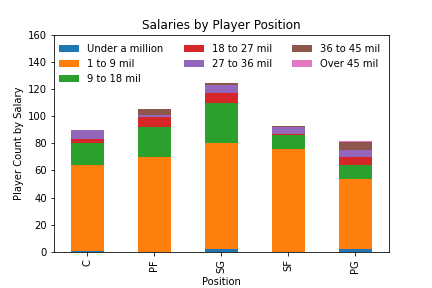 Salaries by Player Position
Under a million
1 to 9 mil
9 to 18 mil
18 to 27 mil
27 to 36 mil
36 to 45 mil
Over 45 mil
Player Count by Salary
160
140
120
100
80
60
40
20
0
C
PF
SG
SF
PG
Position